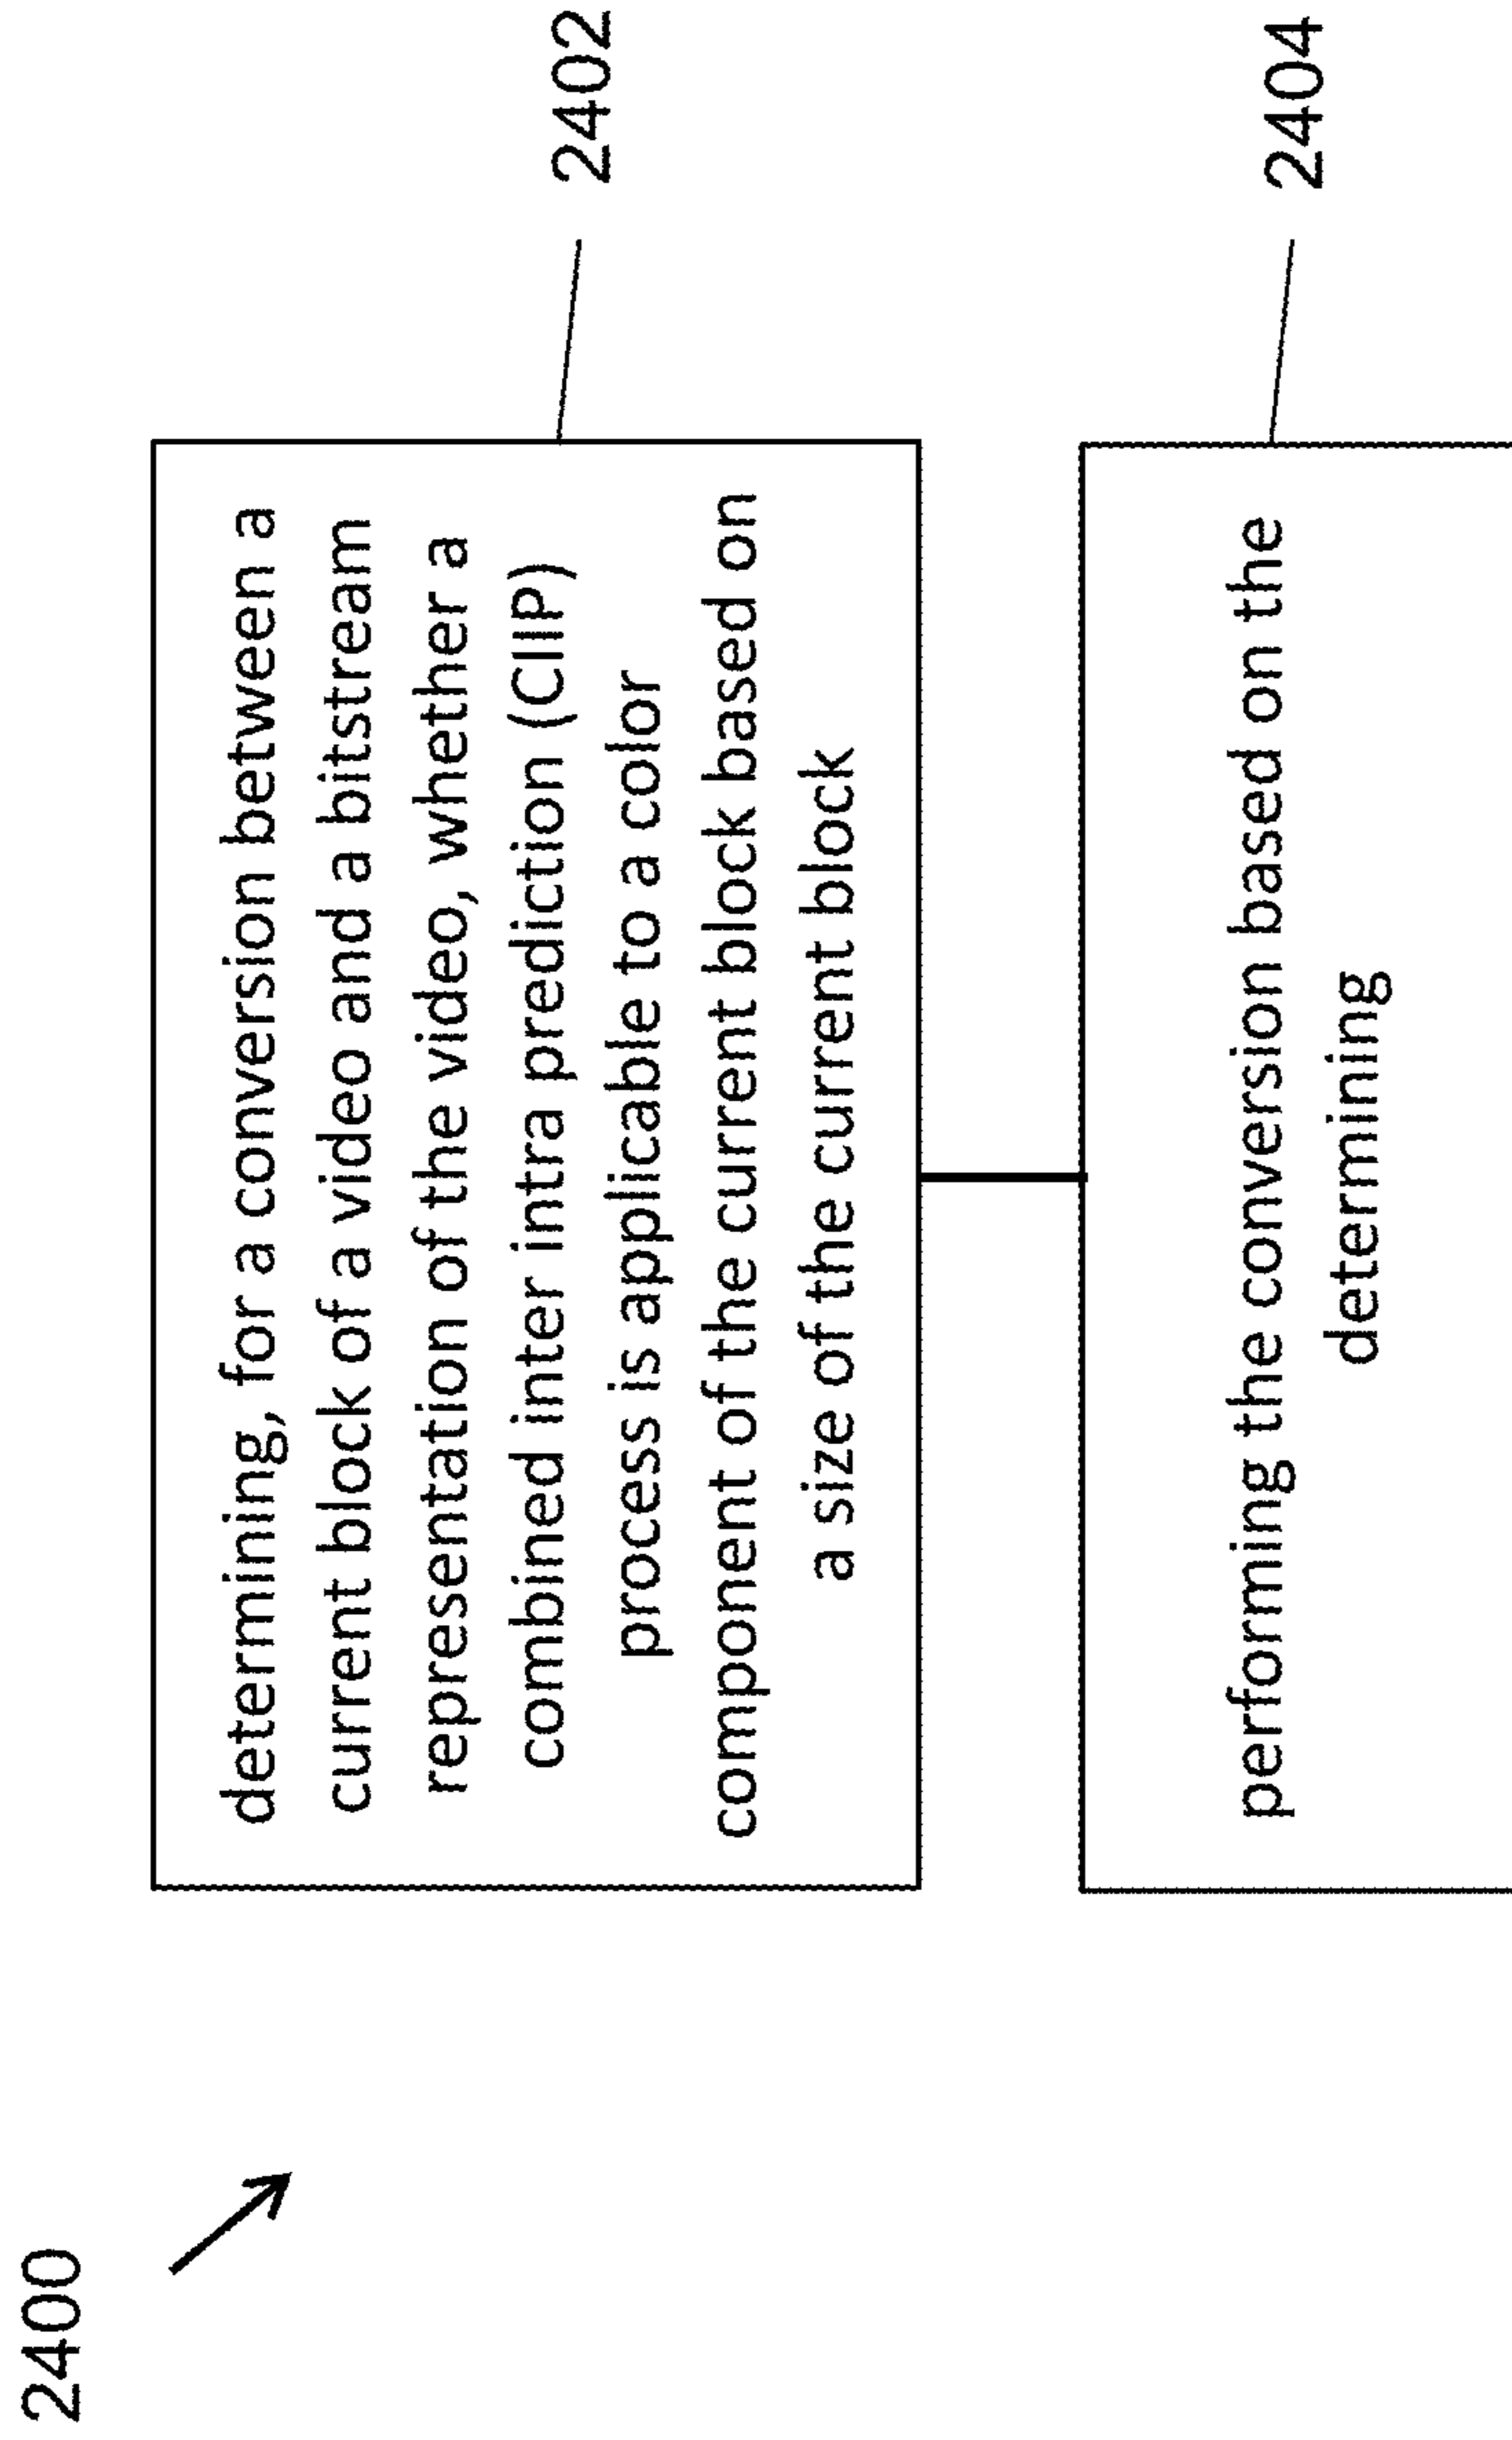 2400
determining, for a conversion between a
current block of a video and a bitstream
representation of the video, whether a
combined inter intra prediction (CIIP)
process is applicable to a color
component of the current block based on
a size of the current block
2402
performing the conversion based on the
determining
2404